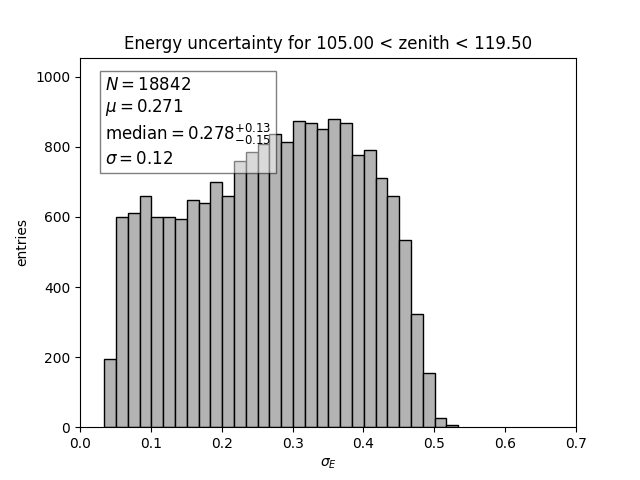 Energy uncertainty for 105.00 < zenith < 119.50
N = 18842
μ = 0.271
median = 0.278^{+0.13}_{-0.15}
σ = 0.12
1000
800
600
400
200
0
entries
0.0 0.1 0.2 0.3 0.4 0.5 0.6 0.7
σ_E